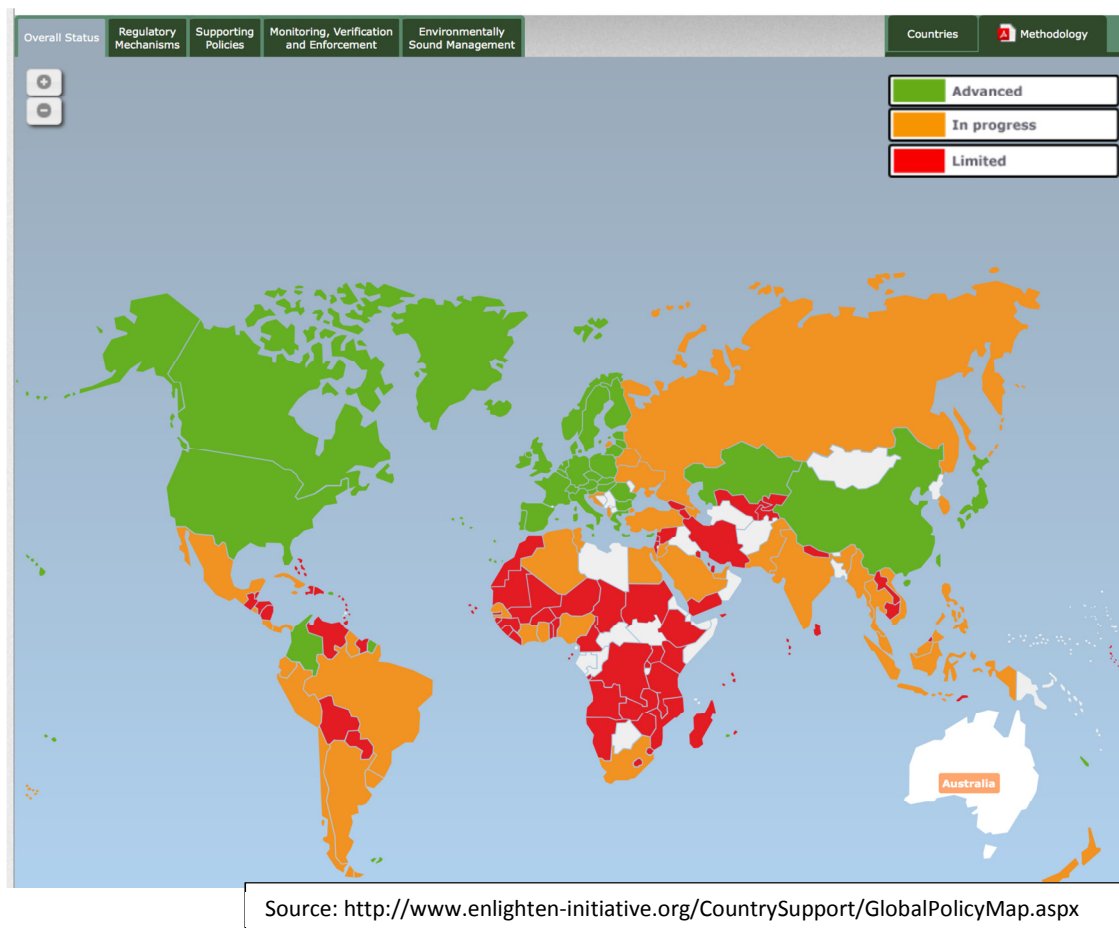 Overall Status
Regulatory
Mechanisms
Supporting
Policies
Monitoring, Verification
and Enforcement
Environmentally
Sound Management
Countries
Methodology
Advanced
In progress
Limited
Australia
Source: http://www.enlighten-initiative.org/CountrySupport/GlobalPolicyMap.aspx